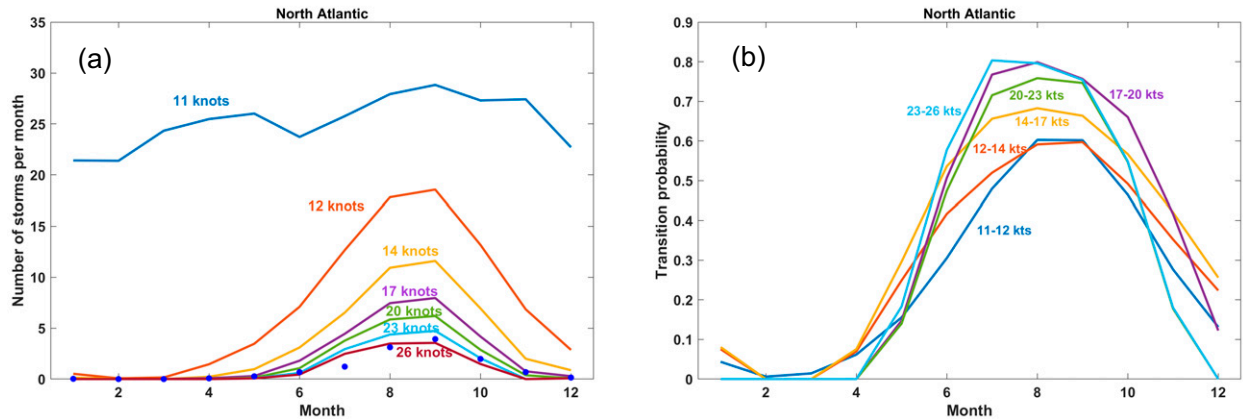 North Atlantic
(a)
Number of storms per month
35
30
25
20
15
10
5
0
11 knots
12 knots
14 knots
17 knots
20 knots
23 knots
26 knots
2 4 6 8 10 12
Month
North Atlantic
(b)
Transition probability
0.9
0.8
0.7
0.6
0.5
0.4
0.3
0.2
0.1
0
23-26 kts
20-23 kts
17-20 kts
14-17 kts
12-14 kts
11-12 kts
2 4 6 8 10 12
Month